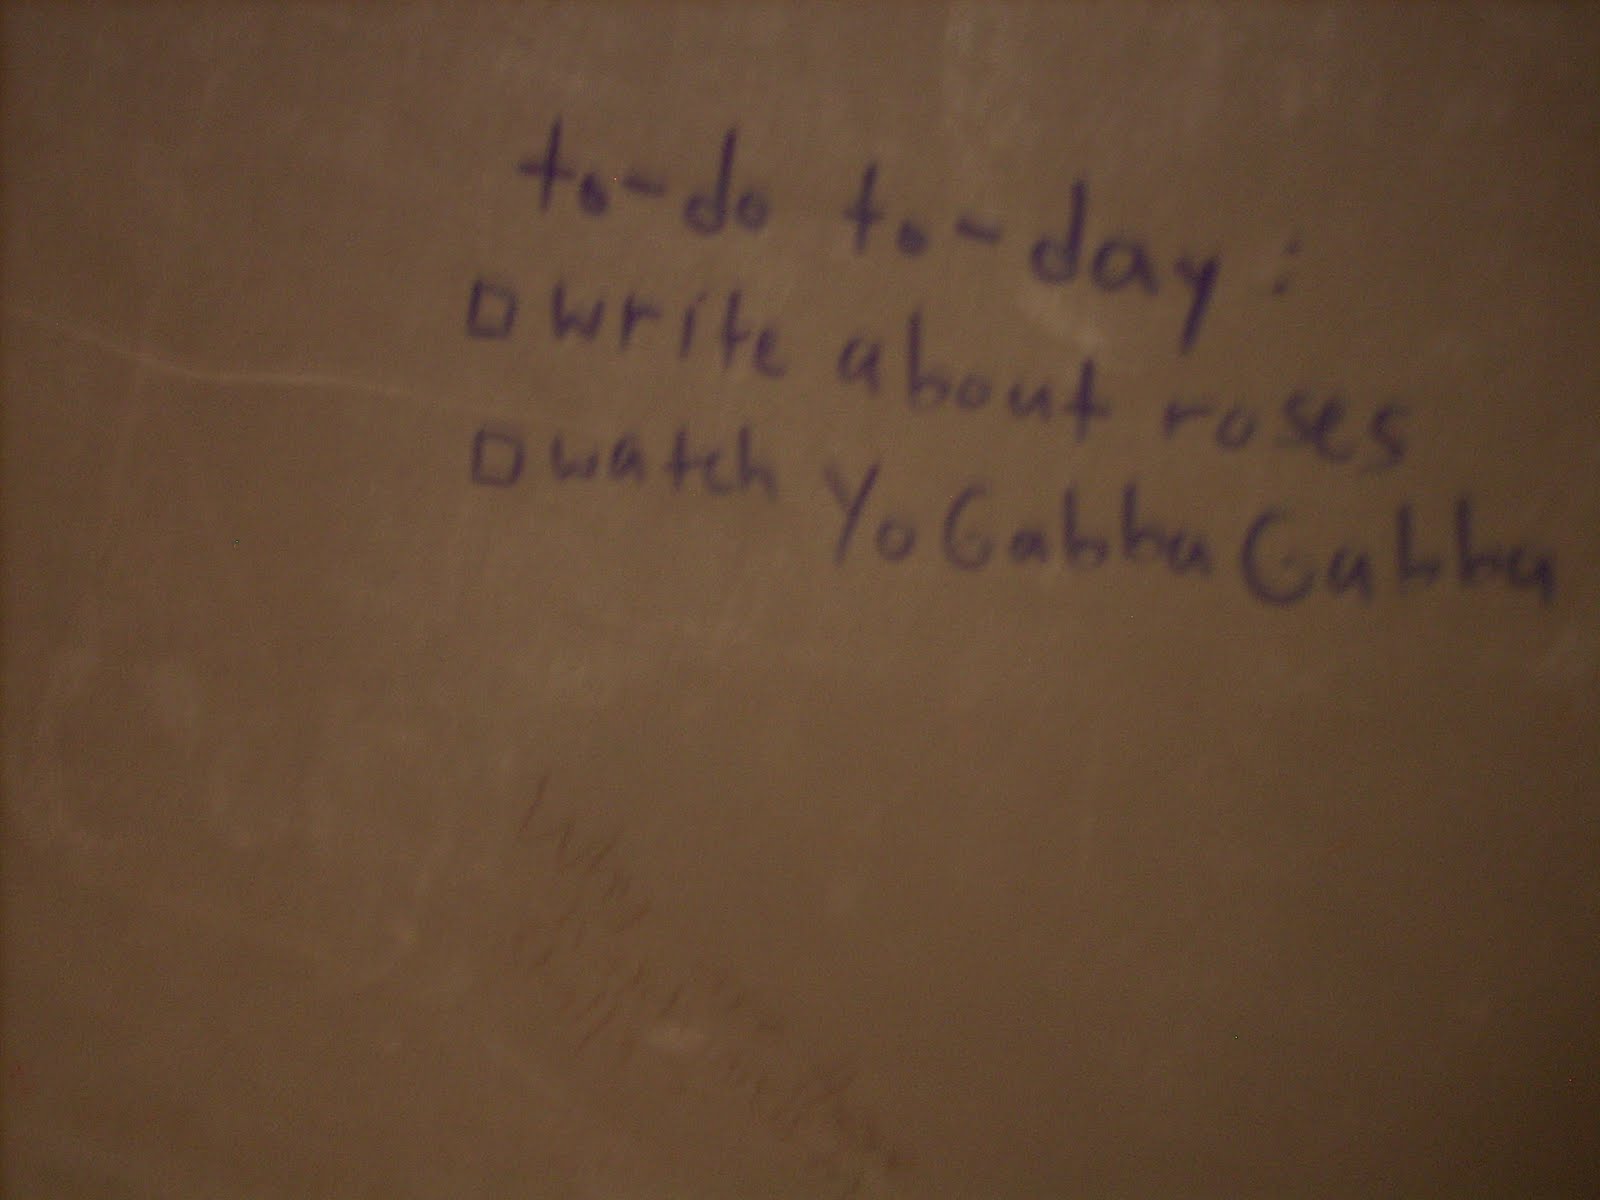 to-do to-day:
□ write about roses
□ watch Yo Gabba Gabba